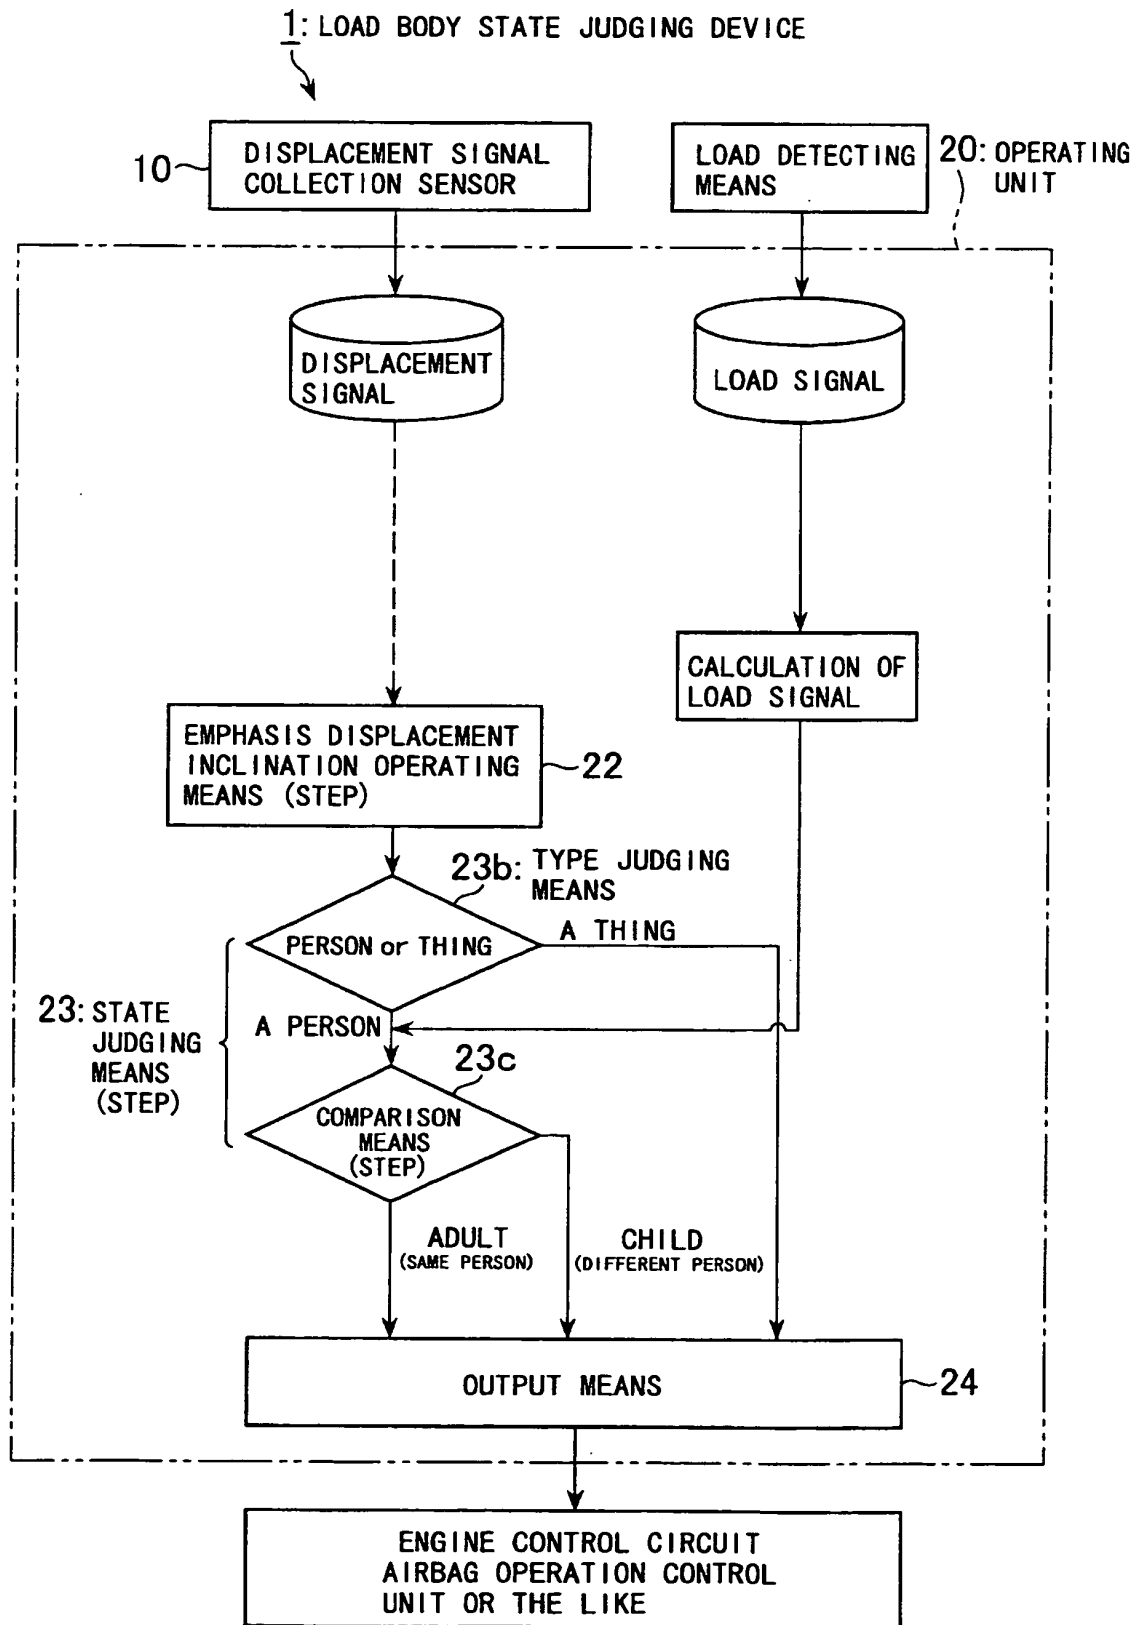 1: LOAD BODY STATE JUDGING DEVICE
10
DISPLACEMENT SIGNAL
COLLECTION SENSOR
LOAD DETECTING
MEANS
20: OPERATING
UNIT
DISPLACEMENT
SIGNAL
LOAD SIGNAL
CALCULATION OF
LOAD SIGNAL
EMPHASIS DISPLACEMENT
INCLINATION OPERATING
MEANS (STEP)
22
23b: TYPE JUDGING
MEANS
PERSON or THING
A THING
23: STATE
JUDGING
MEANS
(STEP)
A PERSON
23c
COMPARISON
MEANS
(STEP)
ADULT
(SAME PERSON)
CHILD
(DIFFERENT PERSON)
OUTPUT MEANS
24
ENGINE CONTROL CIRCUIT
AIRBAG OPERATION CONTROL
UNIT OR THE LIKE